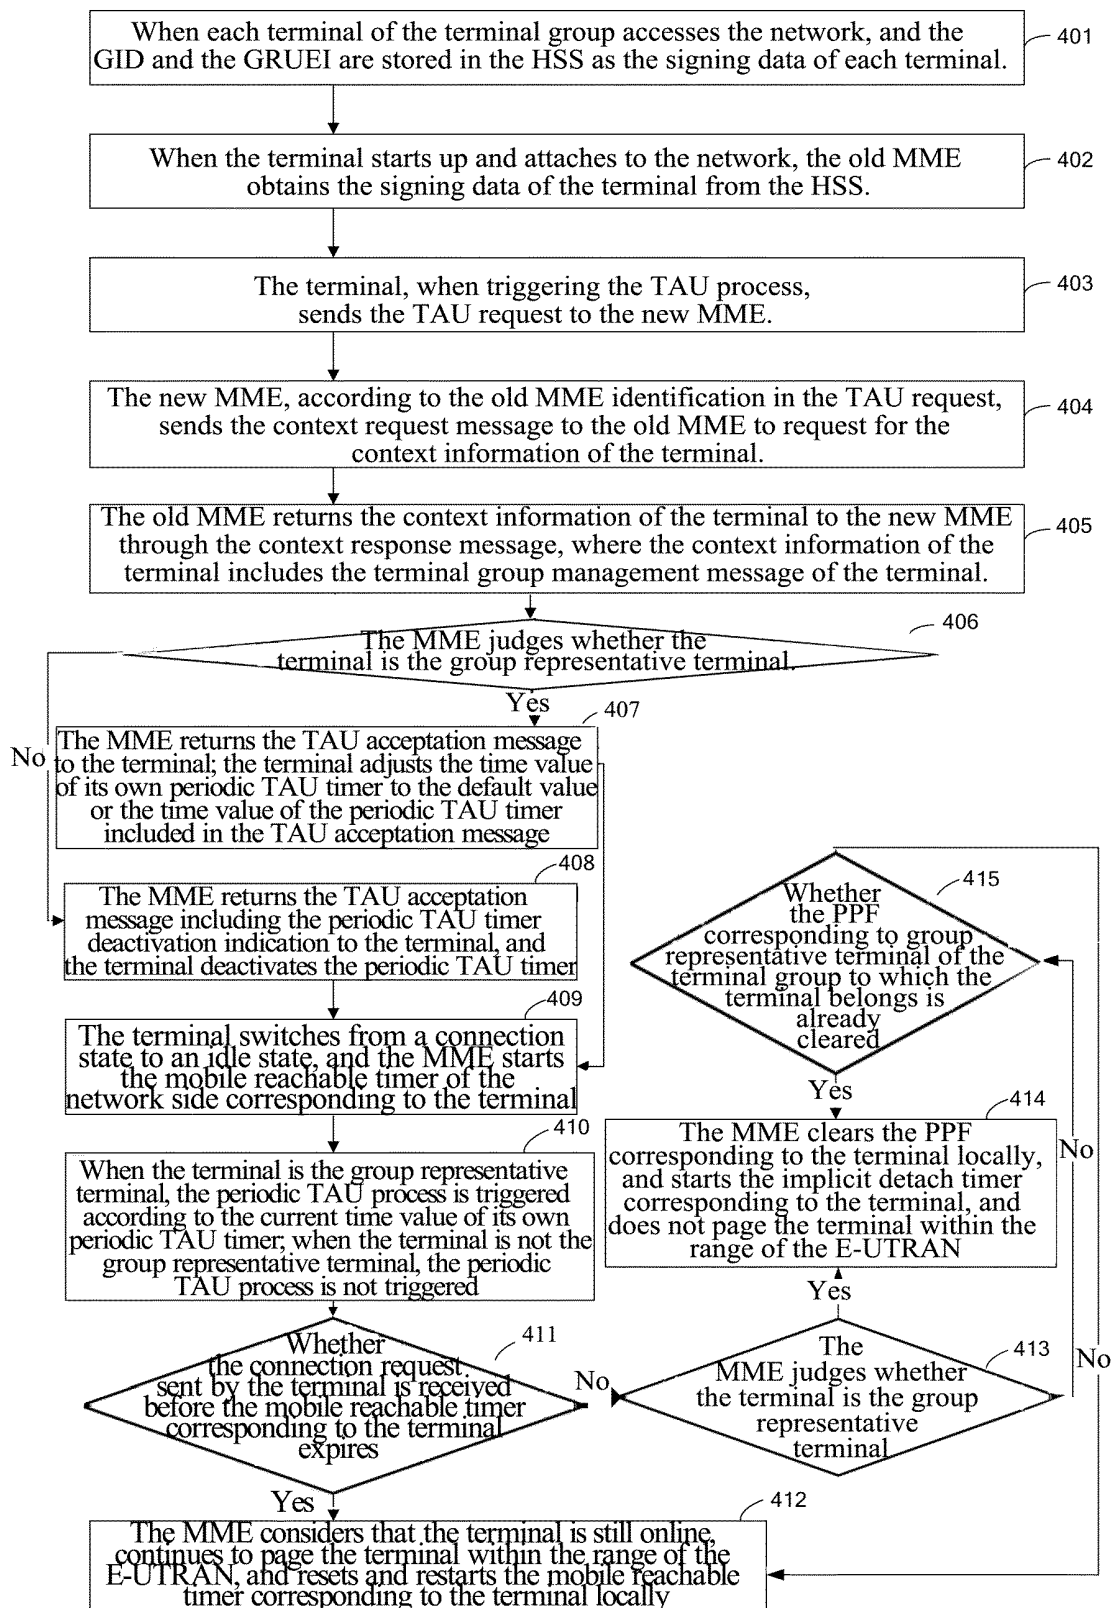 When each terminal of the terminal group accesses the network, and the
GID and the GRUEI are stored in the HSS as the signing data of each terminal.
401
When the terminal starts up and attaches to the network, the old MME
obtains the signing data of the terminal from the HSS.
402
The terminal, when triggering the TAU process,
sends the TAU request to the new MME.
403
The new MME, according to the old MME identification in the TAU request,
sends the context request message to the old MME to request for the
context information of the terminal.
404
The old MME returns the context information of the terminal to the new MME
through the context response message, where the context information of the
terminal includes the terminal group management message of the terminal.
405
The MME judges whether the
terminal is the group representative terminal.
406
Yes
No
407
The MME returns the TAU acceptation message
to the terminal; the terminal adjusts the time value
of its own periodic TAU timer to the default value
or the time value of the periodic TAU timer
included in the TAU acceptation message
408
The MME returns the TAU acceptation
message including the periodic TAU timer
deactivation indication to the terminal, and
the terminal deactivates the periodic TAU timer
409
The terminal switches from a connection
state to an idle state, and the MME starts
the mobile reachable timer of the
network side corresponding to the terminal
410
When the terminal is the group representative
terminal, the periodic TAU process is triggered
according to the current time value of its own
periodic TAU timer; when the terminal is not the
group representative terminal, the periodic
TAU process is not triggered
411
Whether
the connection request
sent by the terminal is received
before the mobile reachable timer
corresponding to the terminal
expires
No
Yes
412
The MME considers that the terminal is still online,
continues to page the terminal within the range of the
E-UTRAN, and resets and restarts the mobile reachable
timer corresponding to the terminal locally
413
The
MME judges whether
the terminal is the group
representative
terminal
Yes
No
414
The MME clears the PPF
corresponding to the terminal locally,
and starts the implicit detach timer
corresponding to the terminal, and
does not page the terminal within the
range of the E-UTRAN
Yes
415
Whether
the PPF
corresponding to group
representative terminal of the
terminal group to which the
terminal belongs is
already
cleared
No